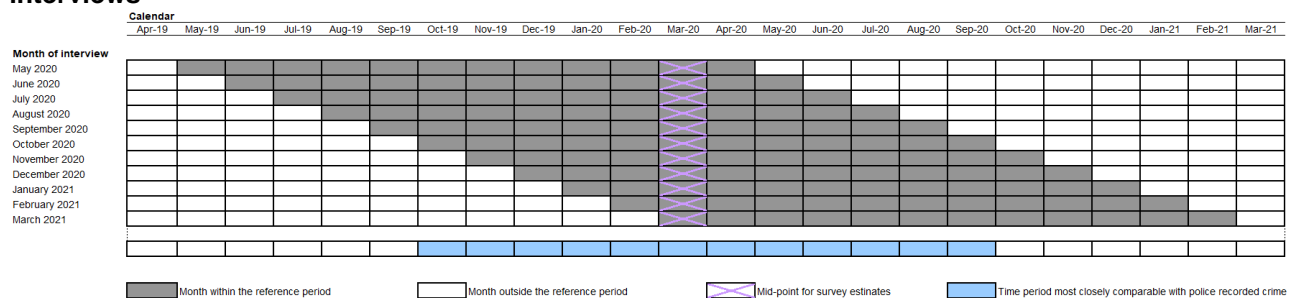 Interviews
Calendar
Apr-19 May-19 Jun-19 Jul-19 Aug-19 Sep-19 Oct-19 Nov-19 Dec-19 Jan-20 Feb-20 Mar-20 Apr-20 May-20 Jun-20 Jul-20 Aug-20 Sep-20 Oct-20 Nov-20 Dec-20 Jan-21 Feb-21 Mar-21
Month of interview
May 2020
June 2020
July 2020
August 2020
September 2020
October 2020
November 2020
December 2020
January 2021
February 2021
March 2021
Month within the reference period Month outside the reference period Mid-point for survey estinates Time period most closely comparable with police recorded crime